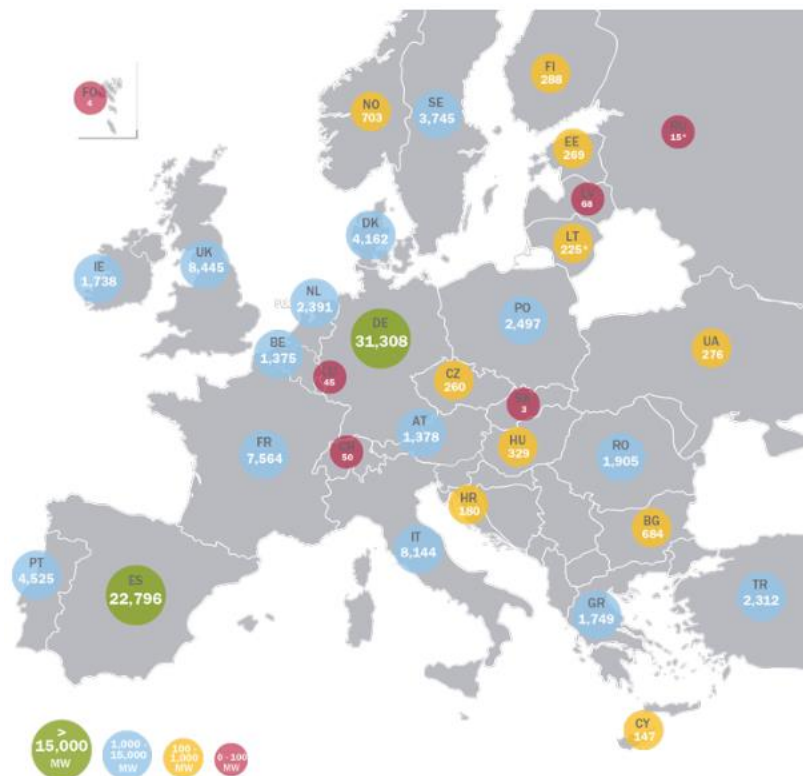 FI
288
FO
4
NO
703
SE
3,745
15*
EE
269
68
DK
4,162
LT
225*
UK
8,445
IE
1,738
NL
2,391
PO
2,497
DE
31,308
BE
1,375
UA
276
CZ
260
45
3
AT
1,378
HU
329
FR
7,564
CH
50
RO
1,905
HR
180
BG
684
IT
8,144
PT
4,525
ES
22,796
TR
2,312
GR
1,749
CY
147
>
15,000
MW
1,000 -
15,000
MW
100 -
1,000
MW
0 - 100
MW